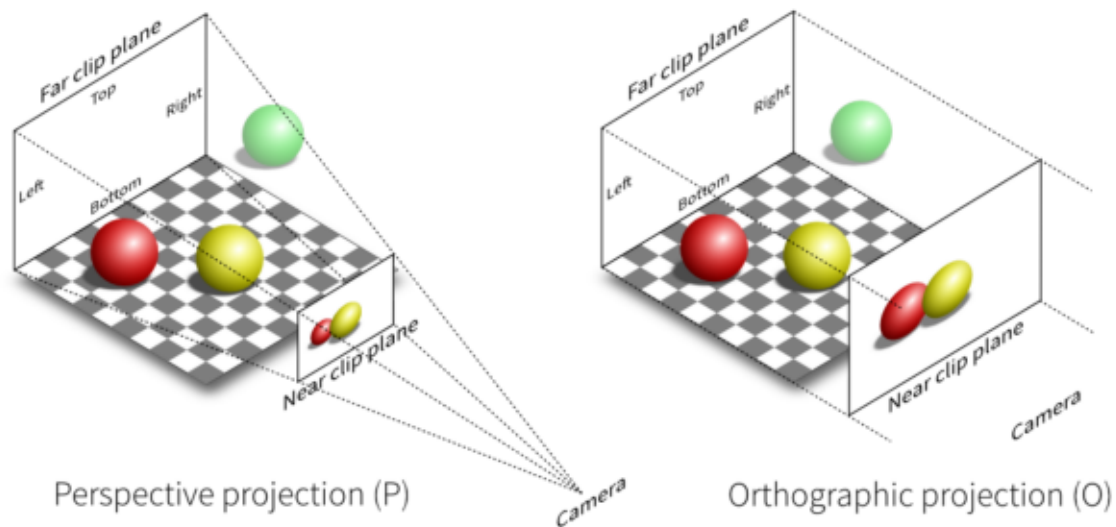 Far clip plane
Top
Right
Left
Bottom
Near clip plane
Camera
Perspective projection (P)
Far clip plane
Top
Right
Left
Bottom
Near clip plane
Camera
Orthographic projection (O)